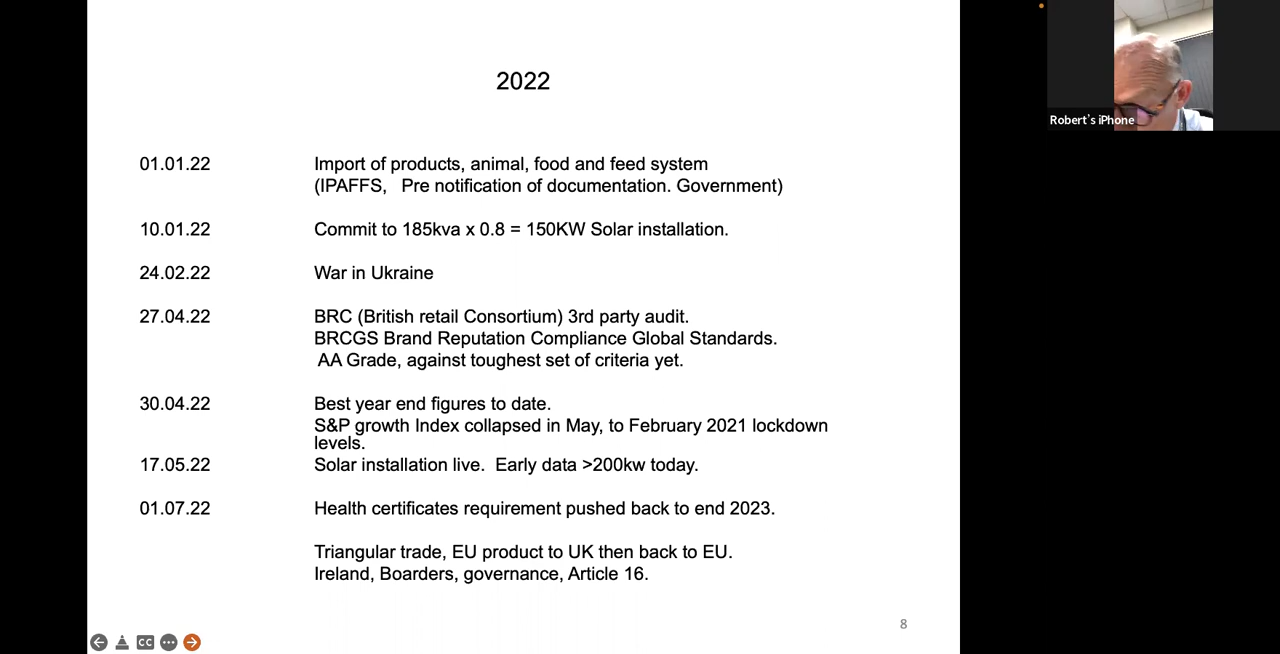 2022
01.01.22 Import of products, animal, food and feed system
(IPAFFS, Pre notification of documentation. Government)
10.01.22 Commit to 185kva x 0.8 = 150KW Solar installation.
24.02.22 War in Ukraine
27.04.22 BRC (British retail Consortium) 3rd party audit.
BRCGS Brand Reputation Compliance Global Standards.
AA Grade, against toughest set of criteria yet.
30.04.22 Best year end figures to date.
S&P growth Index collapsed in May, to February 2021 lockdown
levels.
17.05.22 Solar installation live. Early data >200kw today.
01.07.22 Health certificates requirement pushed back to end 2023.
Triangular trade, EU product to UK then back to EU.
Ireland, Boarders, governance, Article 16.
8
CC
Robert's iPhone